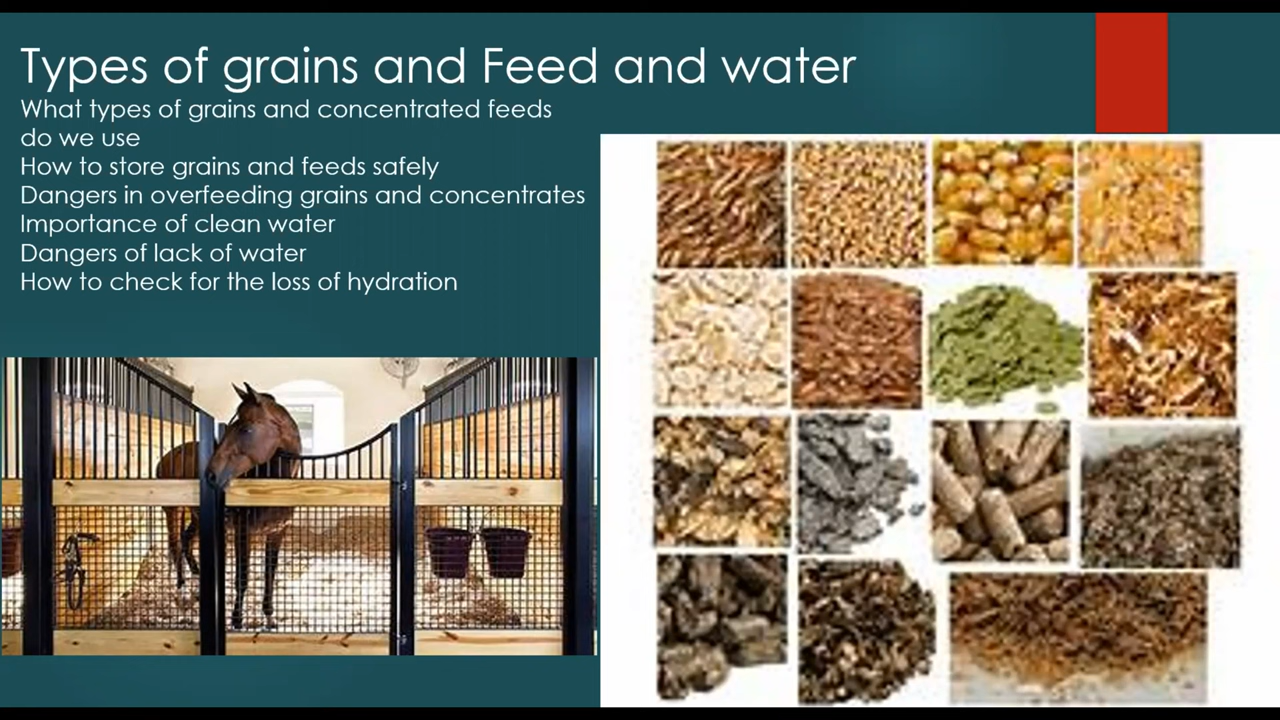 Types of grains and Feed and water
What types of grains and concentrated feeds
do we use
How to store grains and feeds safely
Dangers in overfeeding grains and concentrates
Importance of clean water
Dangers of lack of water
How to check for the loss of hydration